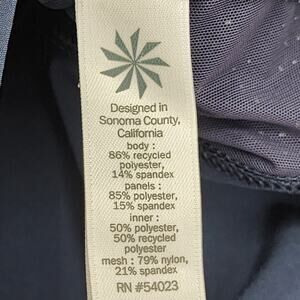 Designed in
Sonoma County,
California
body :
86% recycled
polyester,
14% spandex
panels :
85% polyester,
15% spandex
inner :
50% polyester,
50% recycled
polyester
mesh : 79% nylon,
21% spandex
RN #54023